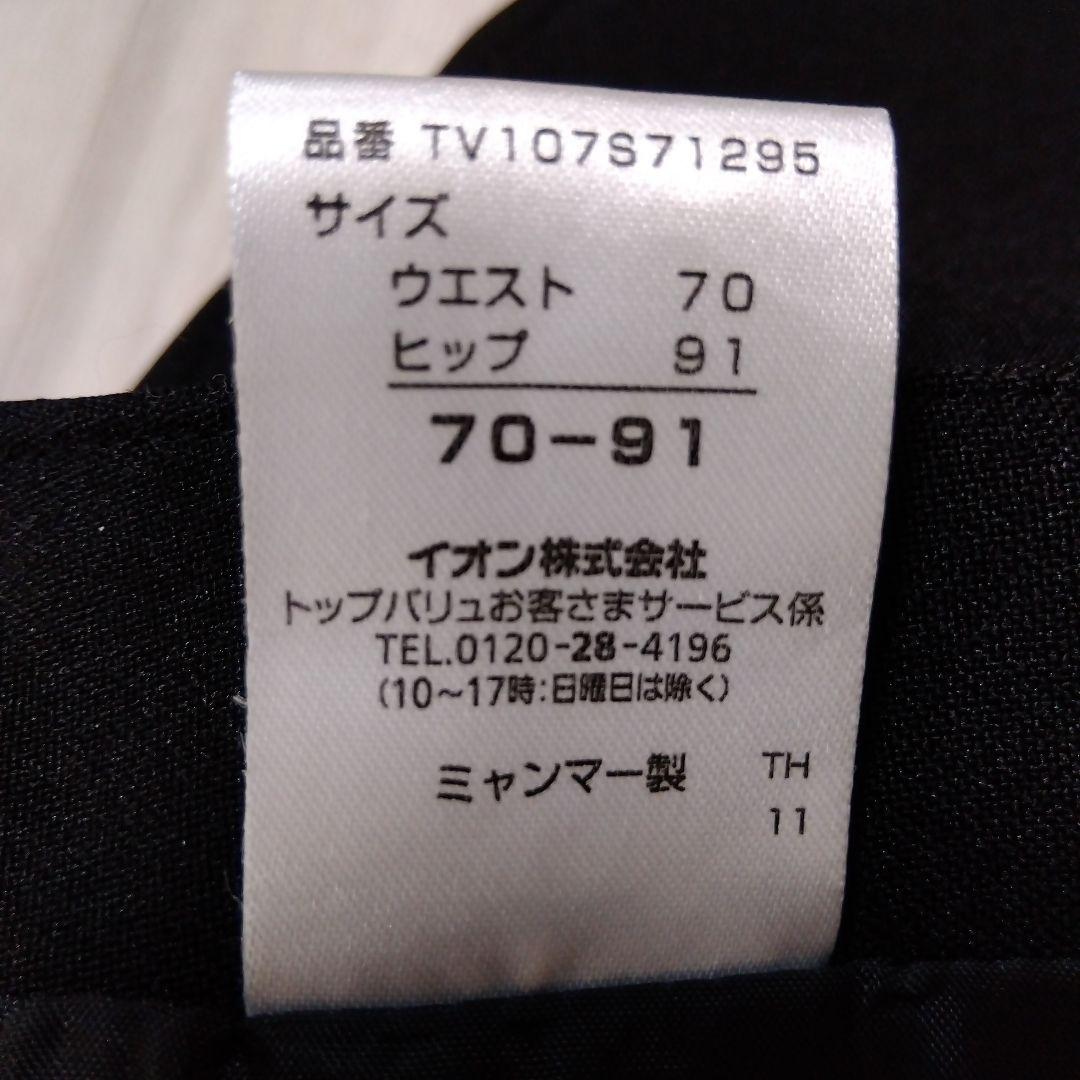 品番 TV107S71295
サイズ
ウエスト 70
ヒップ 91
70-91
イオン株式会社
トップバリュお客さまサービス係
TEL.0120-28-4196
(10～17時:日曜日は除く)
ミャンマー製 TH
11